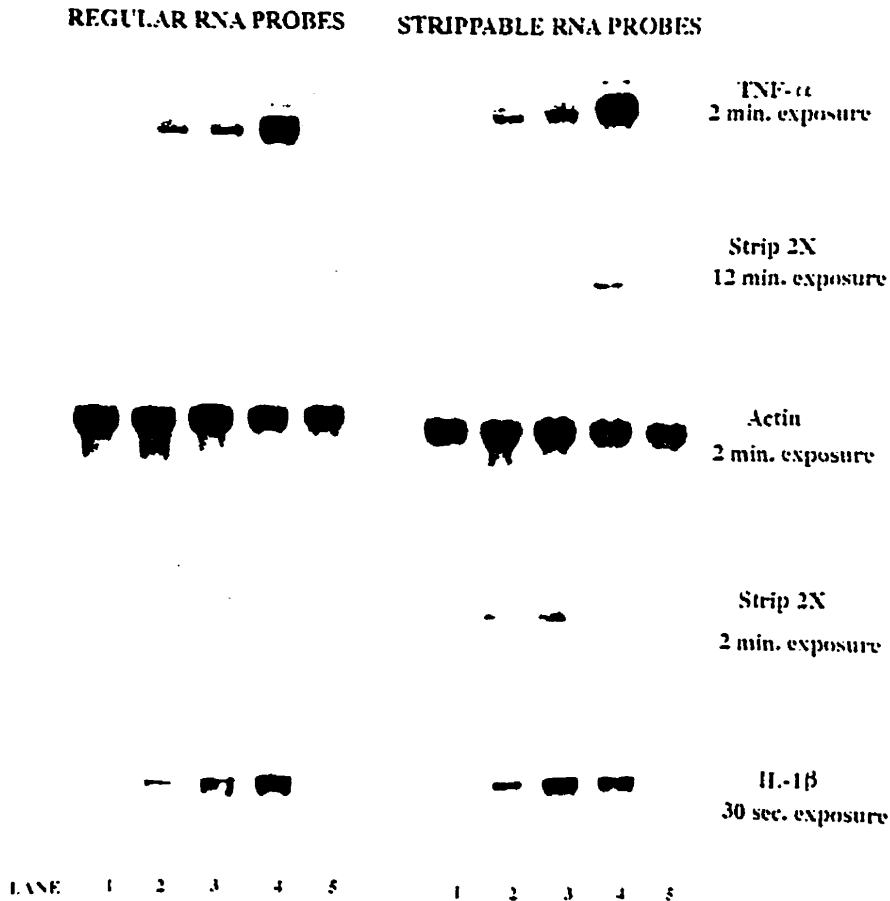 REGULAR RNA PROBES
STRIPPABLE RNA PROBES
TNF-α
2 min. exposure
Strip 2X
12 min. exposure
Actin
2 min. exposure
Strip 2X
2 min. exposure
IL-1β
30 sec. exposure
LANE 1 2 3 4 5 1 2 3 4 5